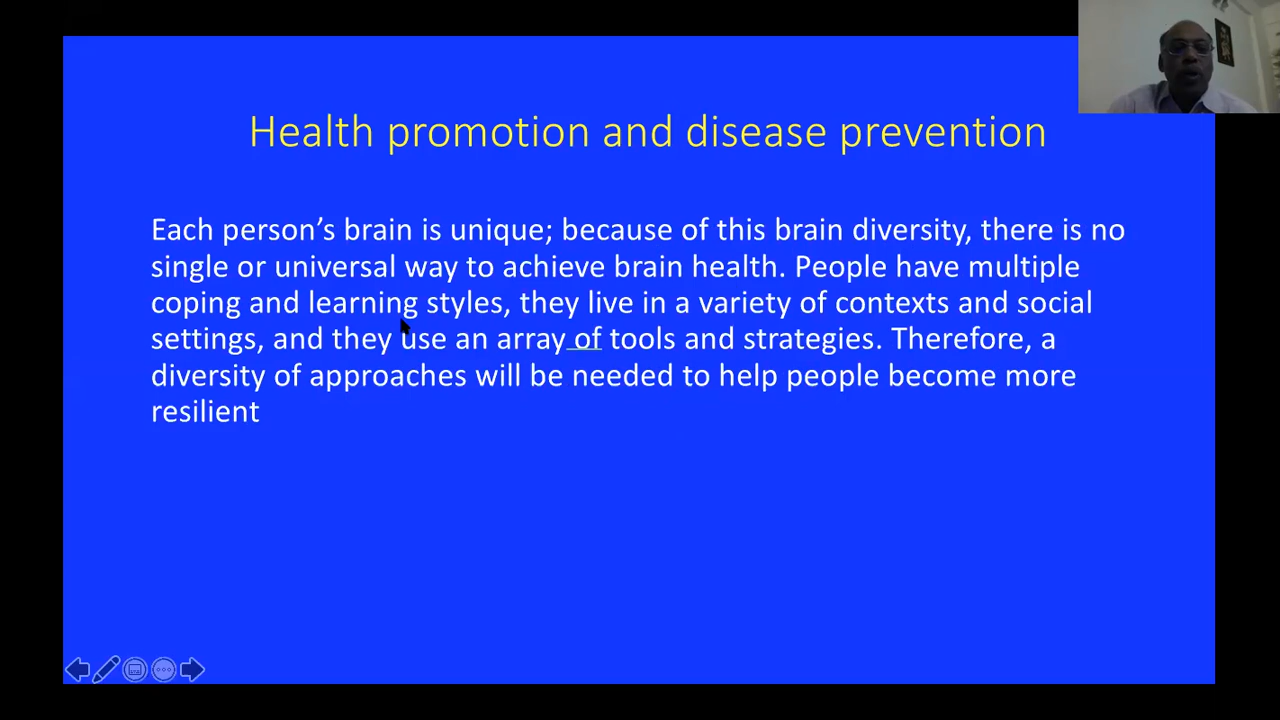 Health promotion and disease prevention
Each person’s brain is unique; because of this brain diversity, there is no
single or universal way to achieve brain health. People have multiple
coping and learning styles, they live in a variety of contexts and social
settings, and they use an array of tools and strategies. Therefore, a
diversity of approaches will be needed to help people become more
resilient